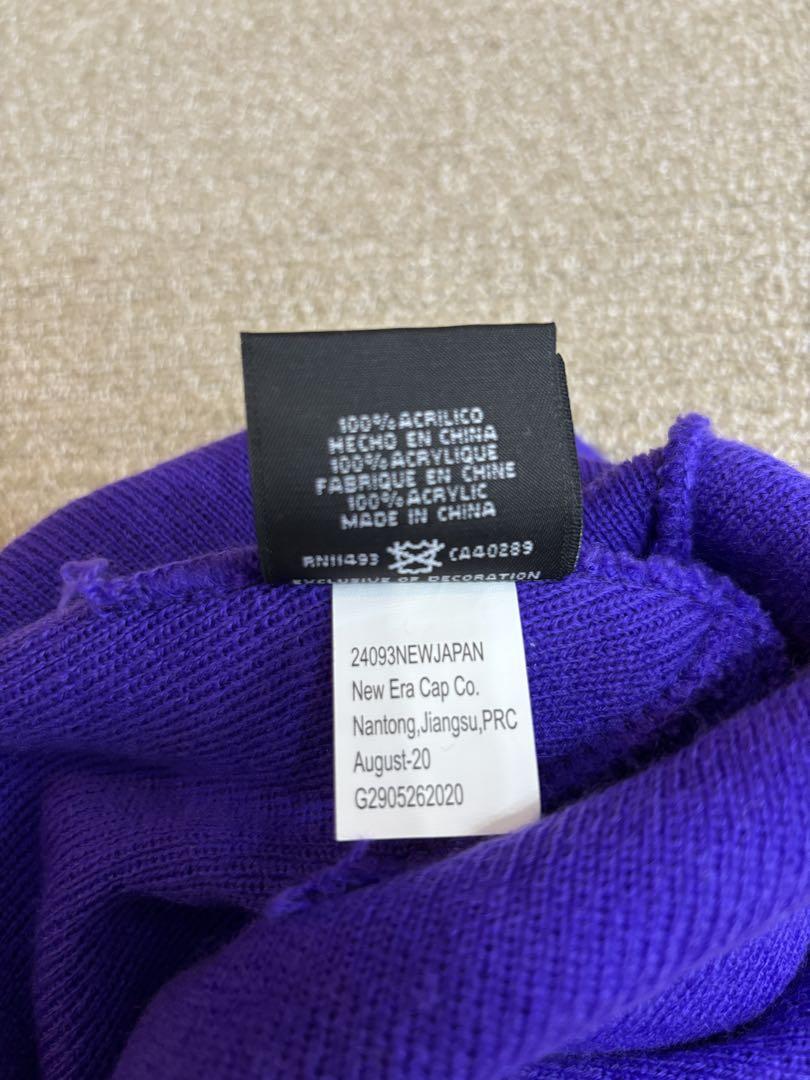 100% ACRILICO
HECHO EN CHINA
100% ACRYLIQUE
FABRIQUE EN CHINE
100% ACRYLIC
MADE IN CHINA
RN11493 CA40289
EXCLUSIVE OF DECORATION
24093NEWJAPAN
New Era Cap Co.
Nantong,Jiangsu,PRC
August-20
G2905262020